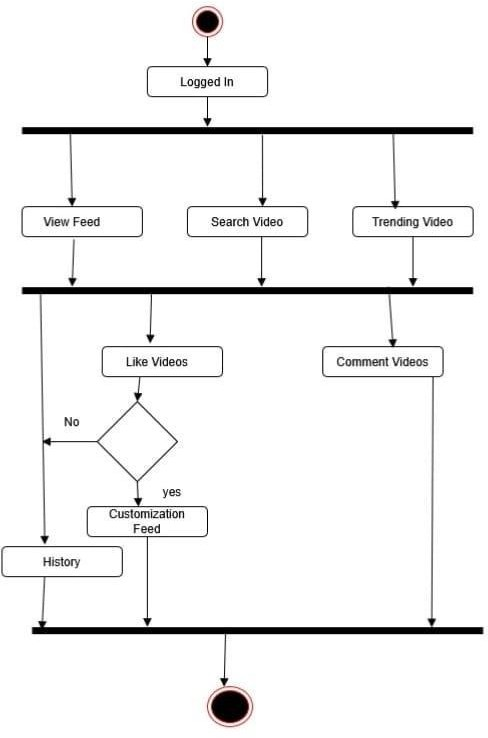 Logged In
View Feed
Search Video
Trending Video
Like Videos
Comment Videos
No
yes
Customization
Feed
History